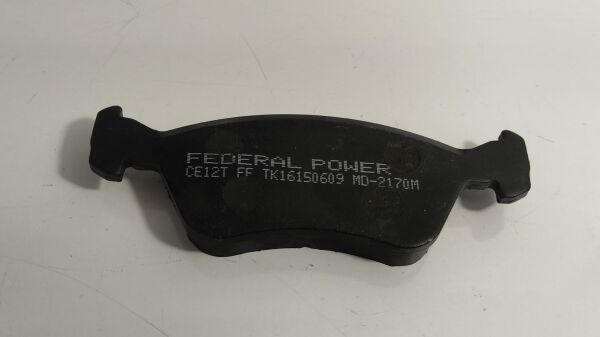 FEDERAL POWER
CE12T FF TK16150609 MD-2170M